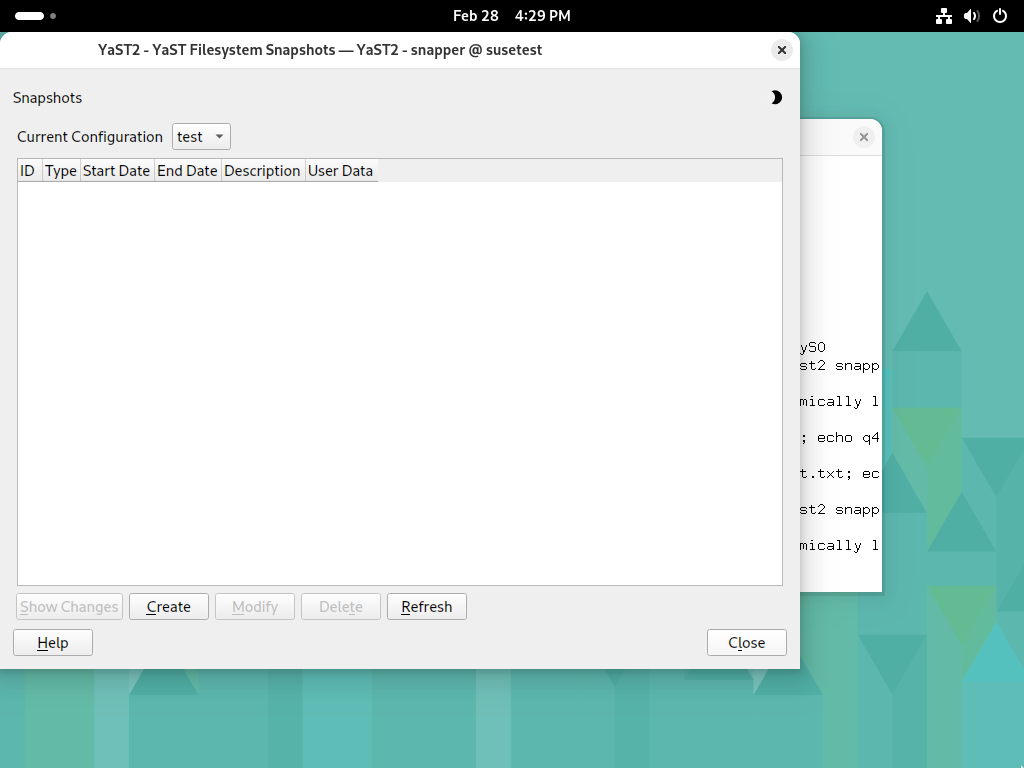 Feb 28 4:29 PM
YaST2 - YaST Filesystem Snapshots — YaST2 - snapper @ susetest
Snapshots
Current Configuration test
ID Type Start Date End Date Description User Data
ySO
st2 snapp
mically l
; echo q4
t.txt; ec
st2 snapp
mically l
Show Changes Create Modify Delete Refresh
Help Close